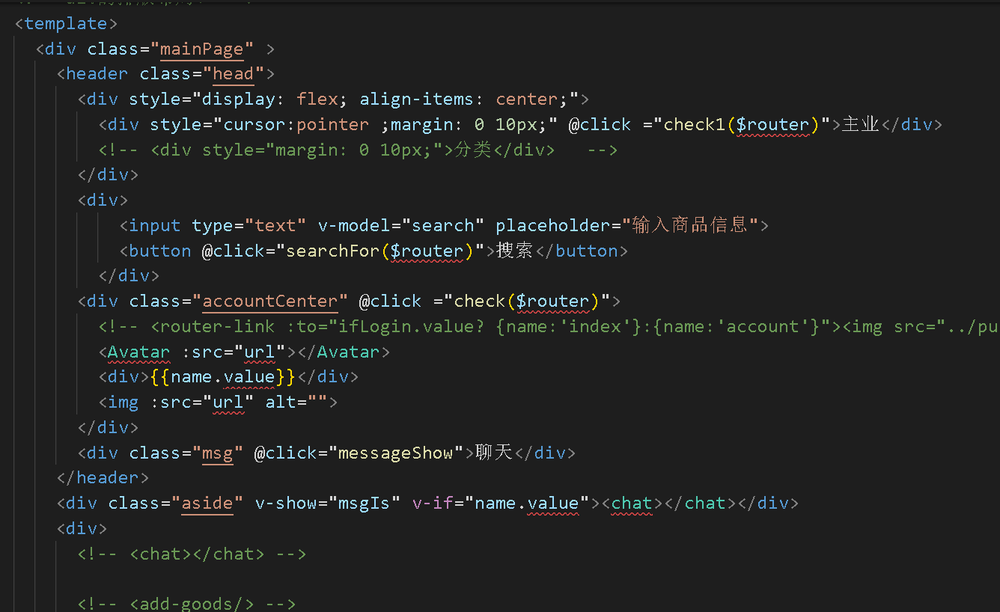 <template>
<div class="mainPage" >
<header class="head">
<div style="display: flex; align-items: center;">
<div style="cursor:pointer ;margin: 0 10px;" @click ="check1($router)">主业</div>
<!-- <div style="margin: 0 10px;">分类</div>   -->
</div>
<div>
<input type="text" v-model="search" placeholder="输入商品信息">
<button @click="searchFor($router)">搜索</button>
</div>
<div class="accountCenter" @click ="check($router)">
<!-- <router-link :to="ifLogin.value? {name:'index'}:{name:'account'}"><img src="../pu
<Avatar :src="url"></Avatar>
<div>{{name.value}}</div>
<img :src="url" alt="">
</div>
<div class="msg" @click="messageShow">聊天</div>
</header>
<div class="aside" v-show="msgIs" v-if="name.value"><chat></chat></div>
<div>
<!-- <chat></chat> -->
<!-- <add-goods/> -->